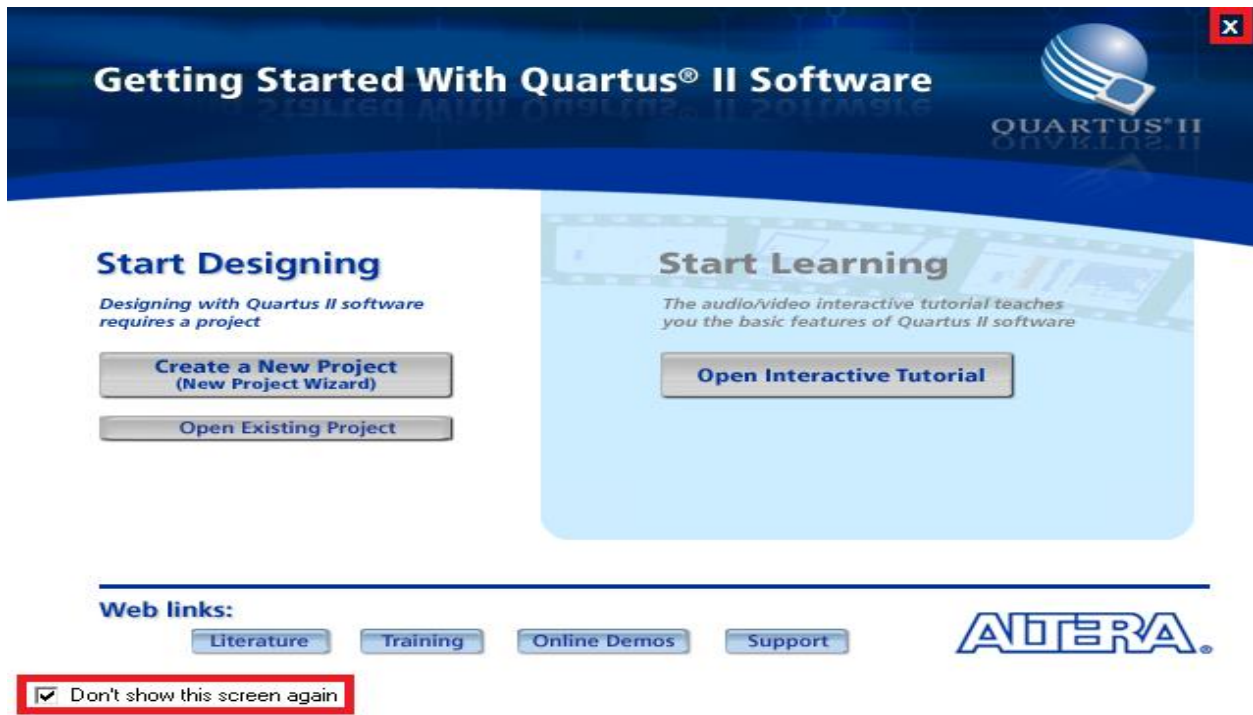 Getting Started With Quartus® II Software
QUARTUS® II
Start Designing
Designing with Quartus II software
requires a project
Create a New Project
(New Project Wizard)
Open Existing Project
Start Learning
The audio/video interactive tutorial teaches
you the basic features of Quartus II software
Open Interactive Tutorial
Web links:
Literature
Training
Online Demos
Support
ALTERA®
Don't show this screen again